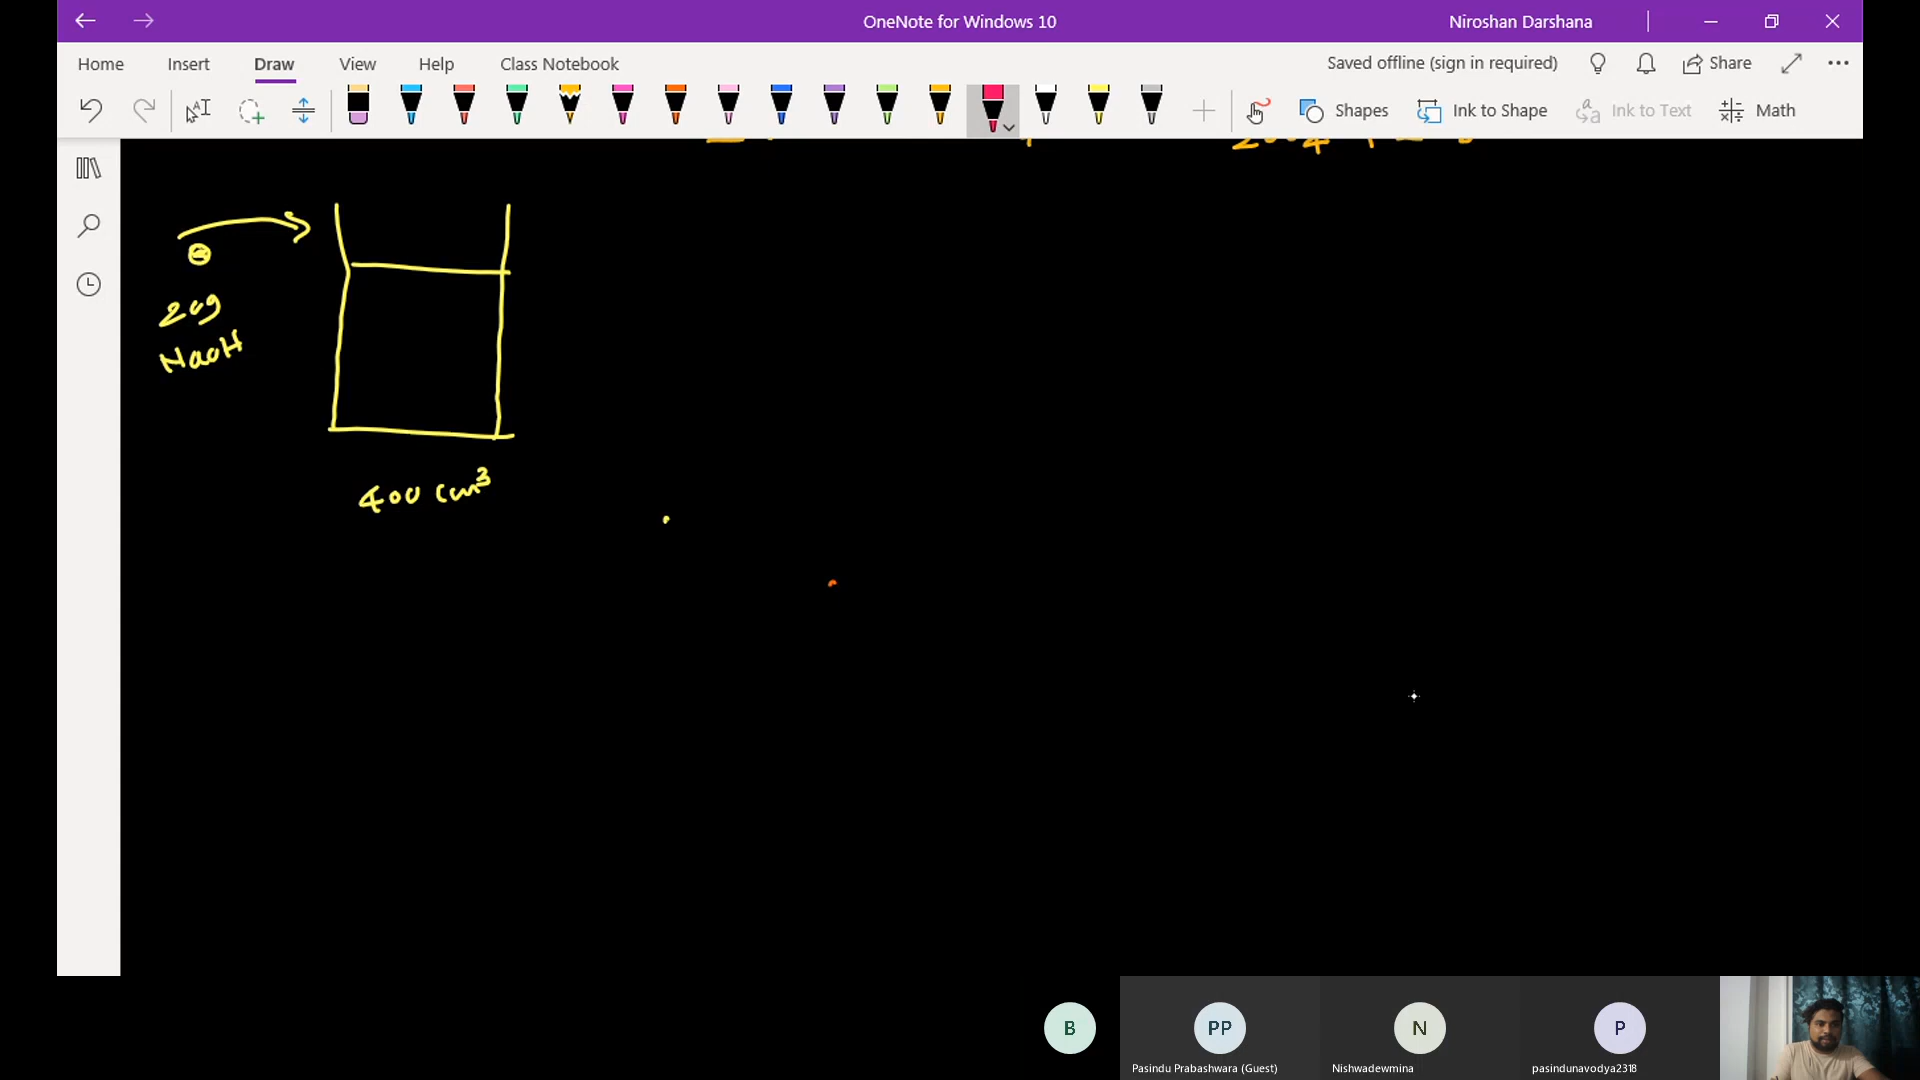 OneNote for Windows 10
Niroshan Darshana
Home Insert Draw View Help Class Notebook
Saved offline (sign in required) Share
Shapes Ink to Shape Ink to Text Math
20g
NaOH
400 cm³
B
PP
N
P
Pasindu Prabashwara (Guest)
Nishwadewmina
pasindunavodya2318